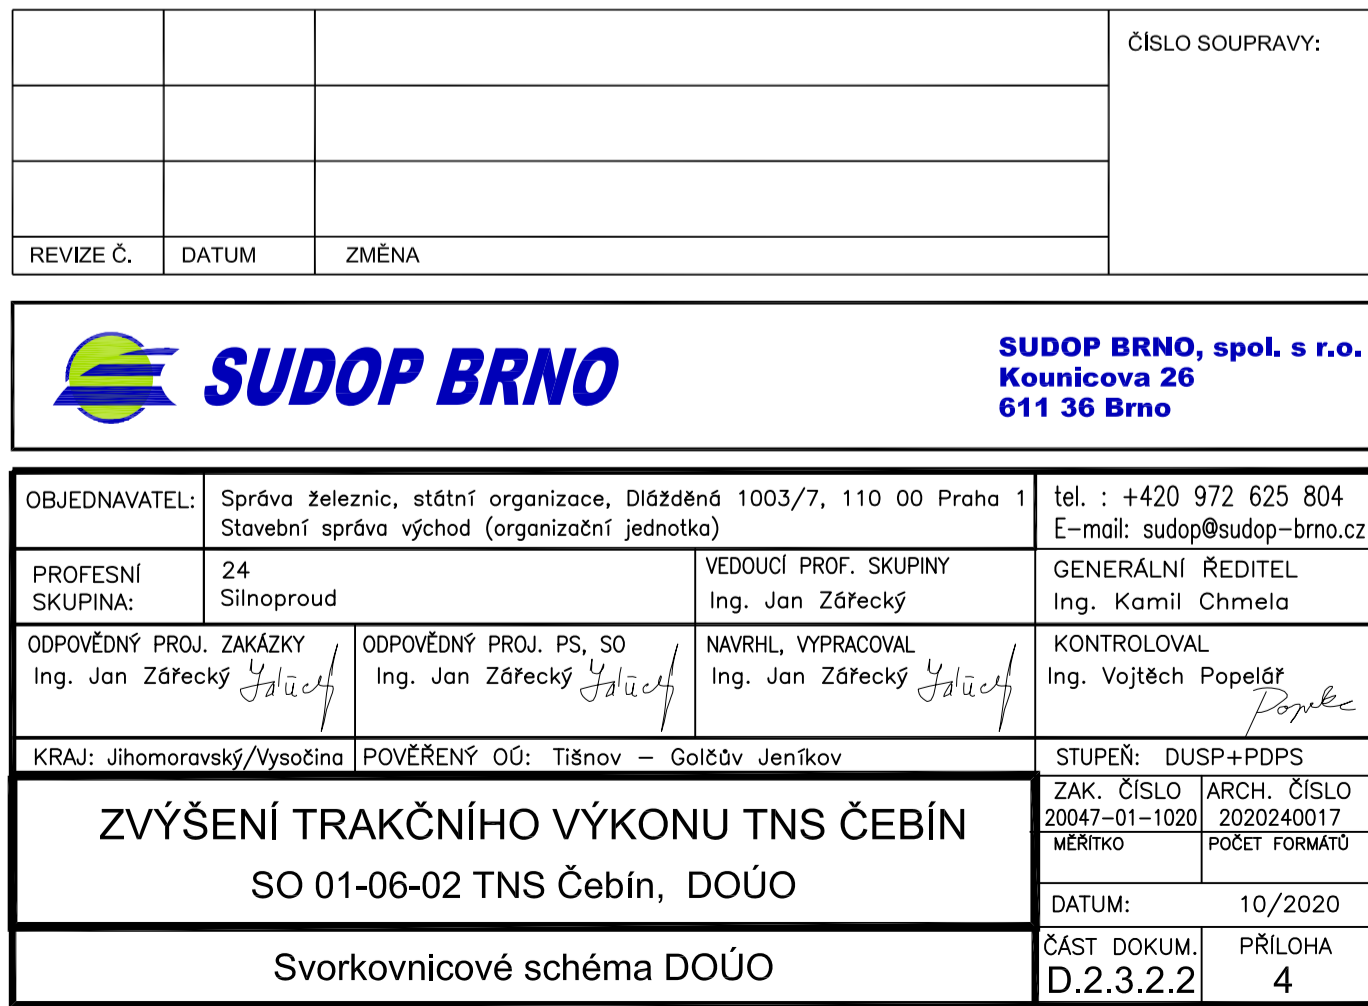 ČÍSLO SOUPRAVY:
REVIZE Č. DATUM ZMĚNA
SUDOP BRNO
SUDOP BRNO, spol. s r.o.
Kounicova 26
611 36 Brno
OBJEDNAVATEL: Správa železnic, státní organizace, Dlážděná 1003/7, 110 00 Praha 1
Stavební správa východ (organizační jednotka)
tel. : +420 972 625 804
E-mail: sudop@sudop-brno.cz
PROFESNÍ
SKUPINA:
24
Silnoproud
VEDOUCÍ PROF. SKUPINY
Ing. Jan Zářecký
GENERÁLNÍ ŘEDITEL
Ing. Kamil Chmela
ODPOVĚDNÝ PROJ. ZAKÁZKY
Ing. Jan Zářecký
ODPOVĚDNÝ PROJ. PS, SO
Ing. Jan Zářecký
NAVRHL, VYPRACOVAL
Ing. Jan Zářecký
KONTROLOVAL
Ing. Vojtěch Popelář
KRAJ: Jihomoravský/Vysočina
POVĚŘENÝ OÚ: Tišnov – Golčův Jeníkov
STUPEŇ: DUSP+PDPS
ZVÝŠENÍ TRAKČNÍHO VÝKONU TNS ČEBÍN
SO 01-06-02 TNS Čebín, DOÚO
ZAK. ČÍSLO
20047-01-1020
ARCH. ČÍSLO
2020240017
MĚŘÍTKO
POČET FORMÁTŮ
DATUM: 10/2020
Svorkovnicové schéma DOÚO
ČÁST DOKUM.
D.2.3.2.2
PŘÍLOHA
4